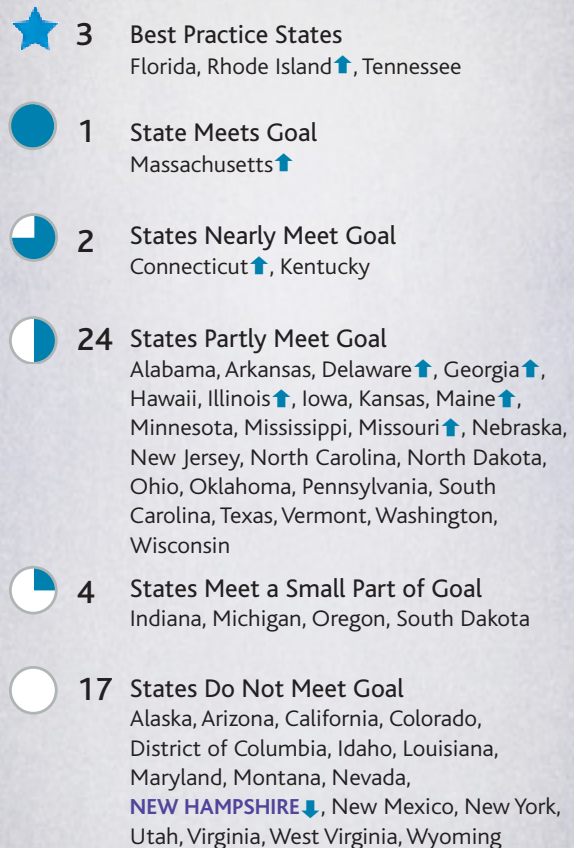 3 Best Practice States
Florida, Rhode Island⬆, Tennessee
1 State Meets Goal
Massachusetts⬆
2 States Nearly Meet Goal
Connecticut⬆, Kentucky
24 States Partly Meet Goal
Alabama, Arkansas, Delaware⬆, Georgia⬆,
Hawaii, Illinois⬆, Iowa, Kansas, Maine⬆,
Minnesota, Mississippi, Missouri⬆, Nebraska,
New Jersey, North Carolina, North Dakota,
Ohio, Oklahoma, Pennsylvania, South
Carolina, Texas, Vermont, Washington,
Wisconsin
4 States Meet a Small Part of Goal
Indiana, Michigan, Oregon, South Dakota
17 States Do Not Meet Goal
Alaska, Arizona, California, Colorado,
District of Columbia, Idaho, Louisiana,
Maryland, Montana, Nevada,
NEW HAMPSHIRE⬇, New Mexico, New York,
Utah, Virginia, West Virginia, Wyoming